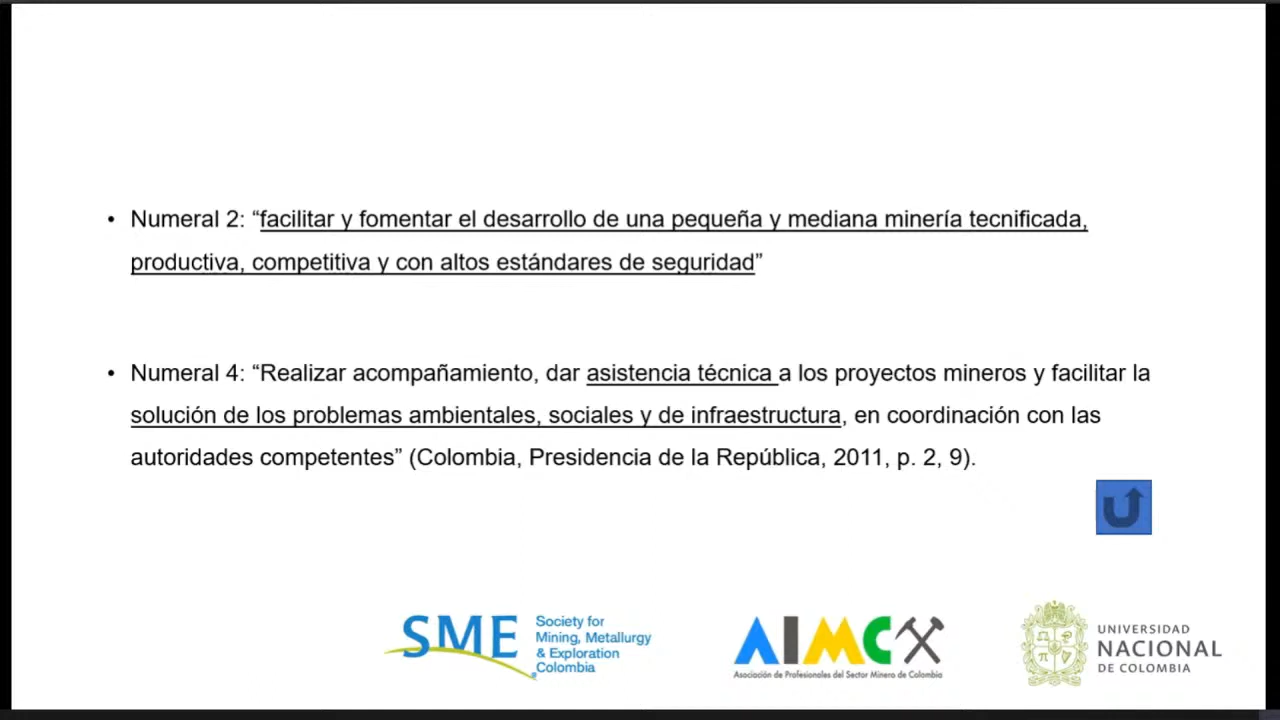 • Numeral 2: “facilitar y fomentar el desarrollo de una pequeña y mediana minería tecnificada,
productiva, competitiva y con altos estándares de seguridad”
• Numeral 4: “Realizar acompañamiento, dar asistencia técnica a los proyectos mineros y facilitar la
solución de los problemas ambientales, sociales y de infraestructura, en coordinación con las
autoridades competentes” (Colombia, Presidencia de la República, 2011, p. 2, 9).
SME
Society for
Mining, Metallurgy
& Exploration
Colombia
AIMC
Asociación de Profesionales del Sector Minero de Colombia
UNIVERSIDAD
NACIONAL
DE COLOMBIA